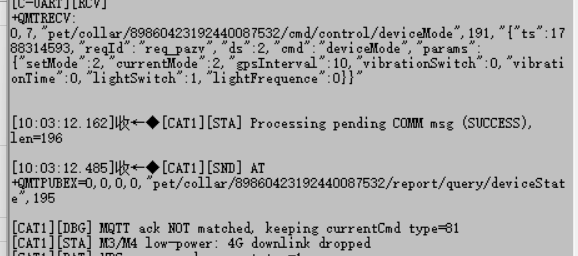 [C-UART][RCV]
+QMTRECV:
0,7,"pet/collar/89860423192440087532/cmd/control/deviceMode",191,"{"ts":17
88314593,"reqId":"req_pazv","ds":2,"cmd":"deviceMode","params":
{"setMode":2,"currentMode":2,"gpsInterval":10,"vibrationSwitch":0,"vibrati
onTime":0,"lightSwitch":1,"lightFrequence":0}}"
[10:03:12.162]收←◆[CAT1][STA] Processing pending COMM msg (SUCCESS),
len=196
[10:03:12.485]收←◆[CAT1][SND] AT
+QMTPUBEX=0,0,0,0,"pet/collar/89860423192440087532/report/query/deviceStat
e",195
[CAT1][DBG] MQTT ack NOT matched, keeping currentCmd type=81
[CAT1][STA] M3/M4 low-power: 4G downlink dropped